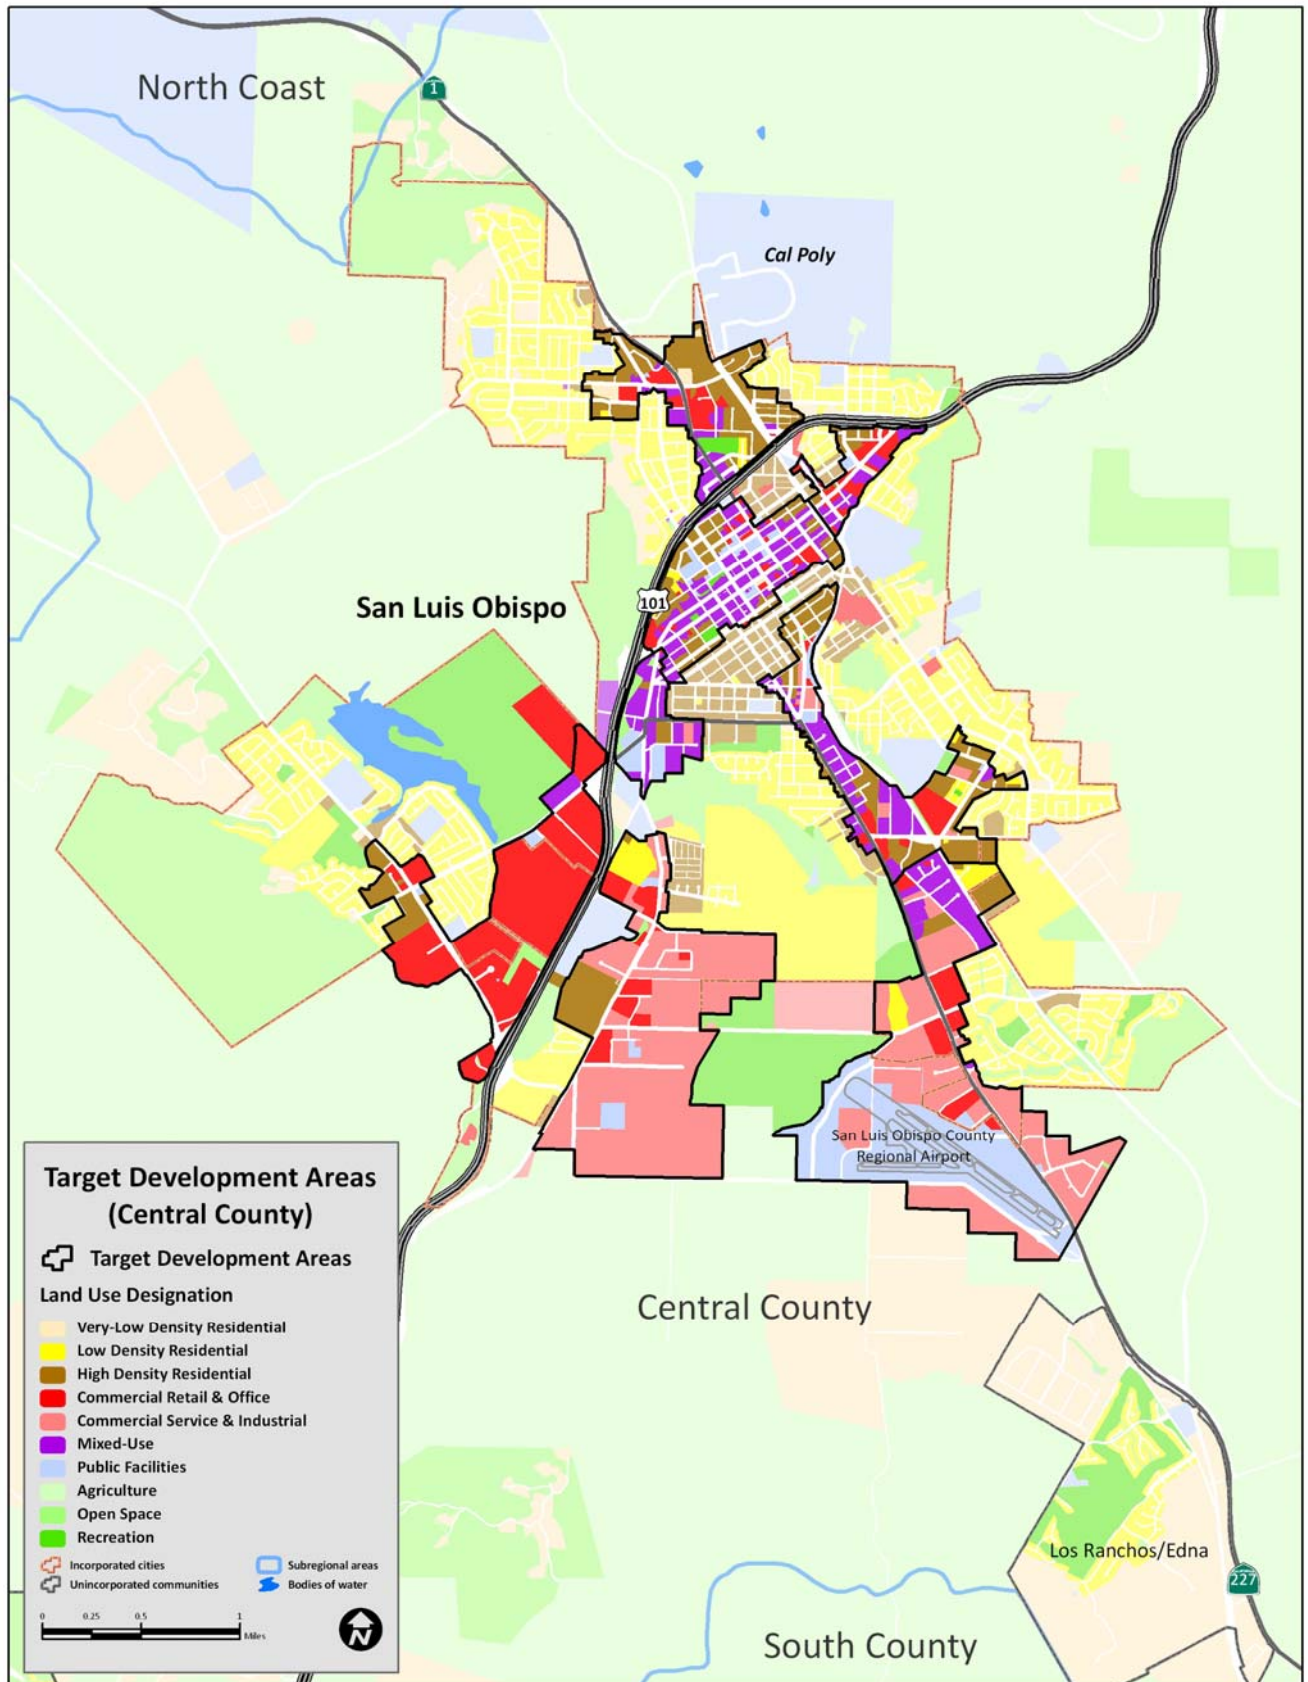 North Coast
1
Cal Poly
San Luis Obispo
101
San Luis Obispo County
Regional Airport
Central County
Los Ranchos/Edna
227
South County
Target Development Areas
(Central County)
Target Development Areas
Land Use Designation
Very-Low Density Residential
Low Density Residential
High Density Residential
Commercial Retail & Office
Commercial Service & Industrial
Mixed-Use
Public Facilities
Agriculture
Open Space
Recreation
Incorporated cities
Subregional areas
Unincorporated communities
Bodies of water
0 0.25 0.5 1
Miles
N